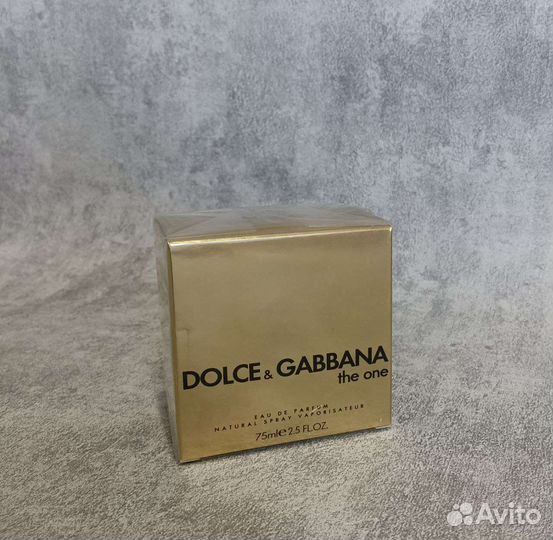 DOLCE & GABBANA
the one
EAU DE PARFUM
NATURAL SPRAY VAPORISATEUR
75ml e 2.5 FL.OZ.
Avito